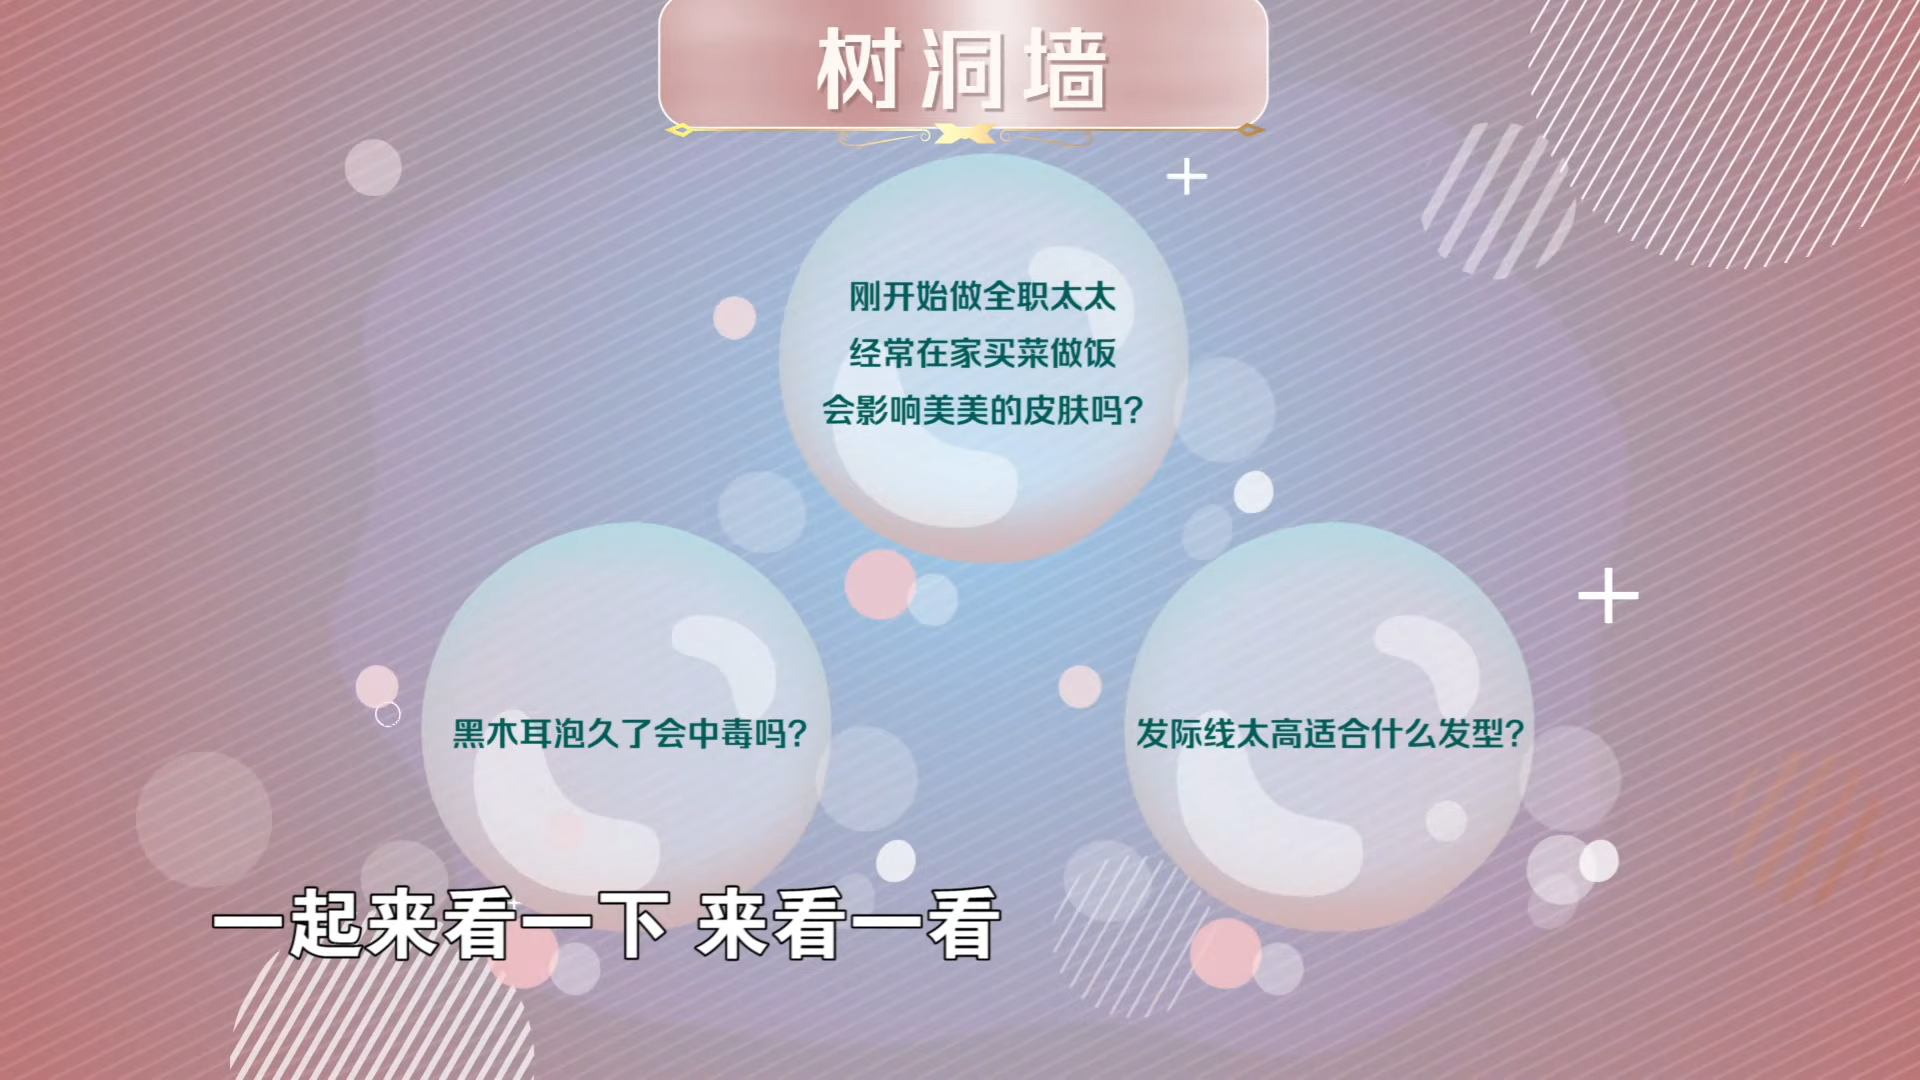 树洞墙
刚开始做全职太太
经常在家买菜做饭
会影响美美的皮肤吗?
黑木耳泡久了会中毒吗?
发际线太高适合什么发型?
一起来看一下 来看一看